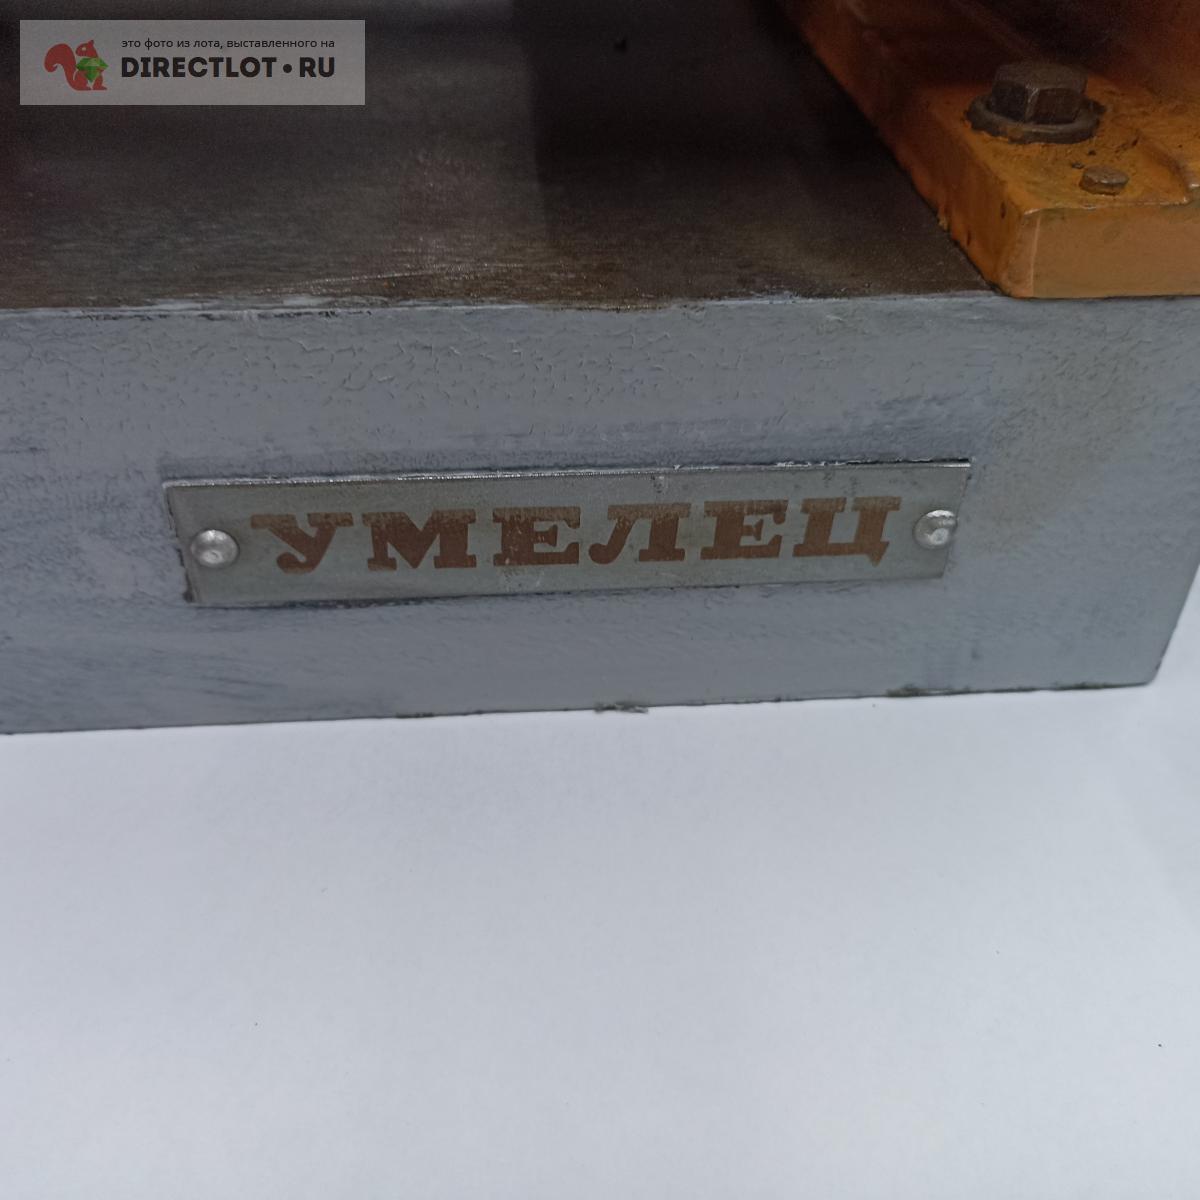 это фото из лота, выставленного на
DIRECTLOT•RU
УМЕЛЕЦ